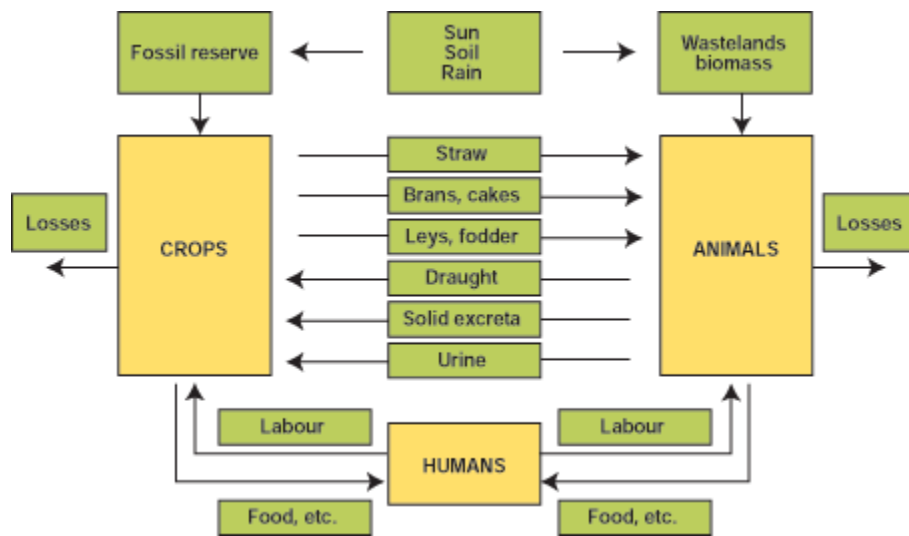 Fossil reserve
Sun
Soil
Rain
Wastelands
biomass
Straw
Brans, cakes
Losses
Leys, fodder
Losses
CROPS
ANIMALS
Draught
Solid excreta
Urine
Labour
Labour
HUMANS
Food, etc.
Food, etc.